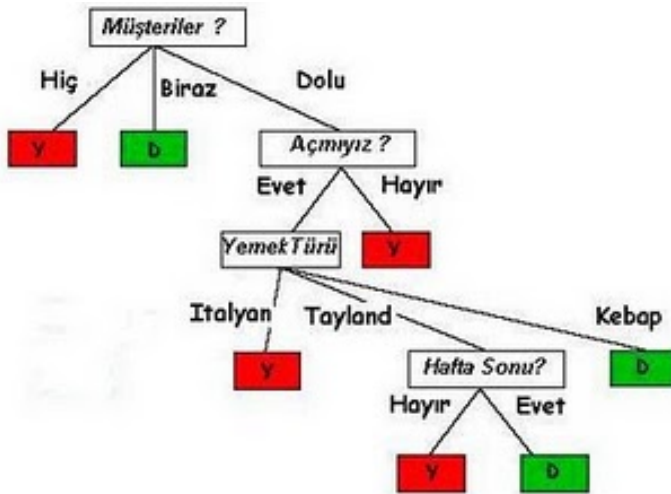 Müşteriler ?
Hiç
Biraz
Dolu
Y
D
Açmıyız ?
Evet
Hayır
YemekTürü
Y
Italyan
Tayland
Kebap
Y
Hafta Sonu?
D
Hayır
Evet
Y
D